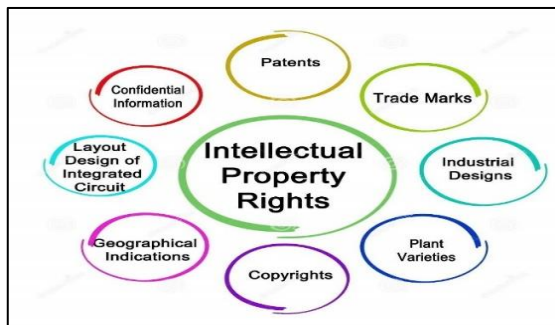 Patents
Confidential
Information
Trade Marks
Layout
Design of
Integrated
Circuit
Intellectual
Property
Rights
Industrial
Designs
Geographical
Indications
Plant
Varieties
Copyrights